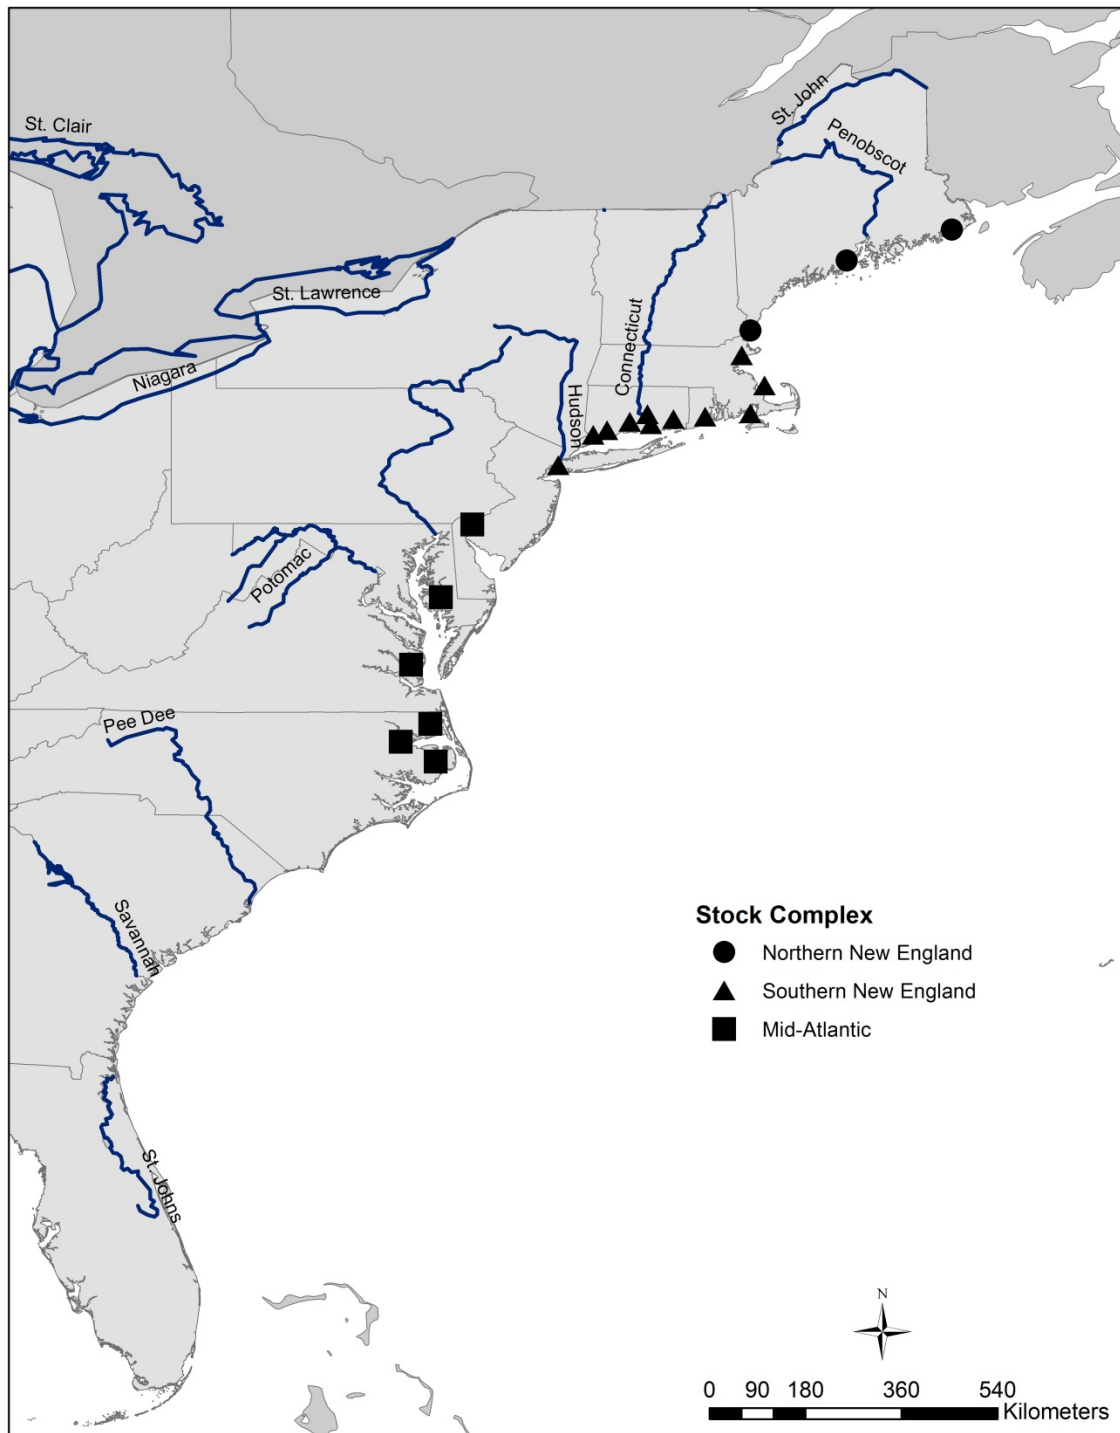 St. John
Penobscot
St. Clair
St. Lawrence
Connecticut
Niagara
Hudson
Potomac
Pee Dee
Savannah
St. Johns
Stock Complex
Northern New England
Southern New England
Mid-Atlantic
N
0 90 180 360 540
Kilometers